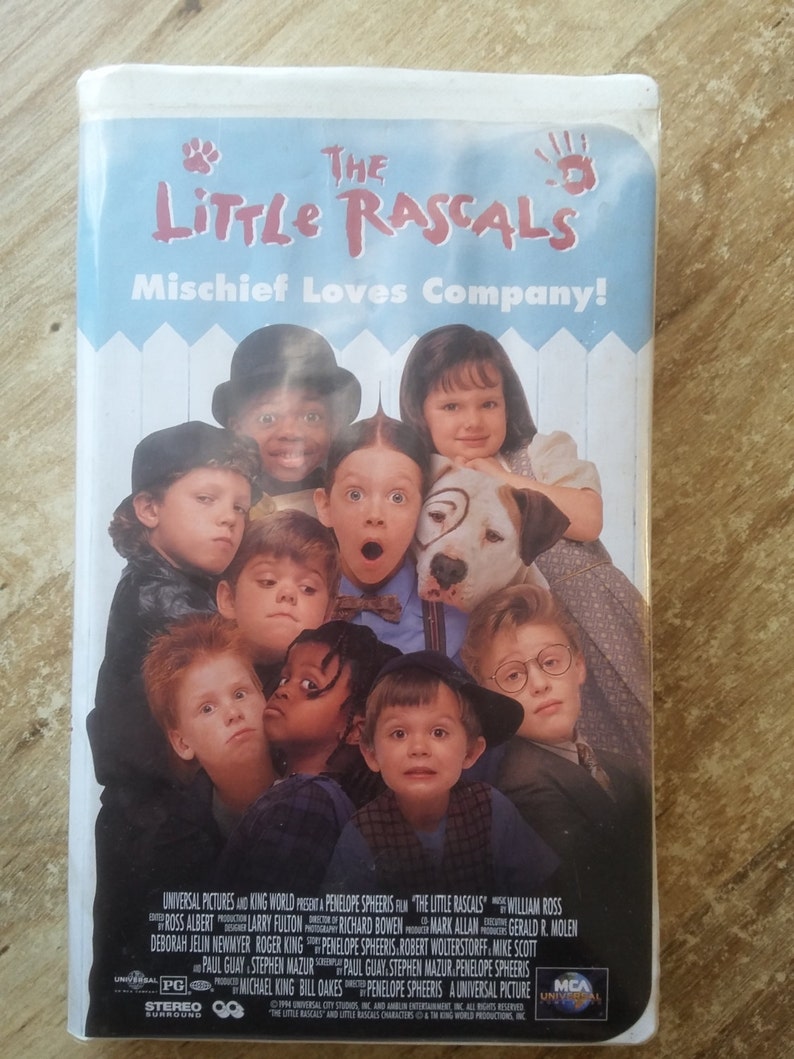 THE
LiTTLe RASCALS
Mischief Loves Company!
UNIVERSAL PICTURES AND KING WORLD PRESENT A PENELOPE SPHEERIS FILM "THE LITTLE RASCALS" MUSIC BY WILLIAM ROSS
EDITED BY ROSS ALBERT PRODUCTION DESIGNER LARRY FULTON DIRECTOR OF PHOTOGRAPHY RICHARD BOWEN CO-PRODUCER MARK ALLAN EXECUTIVE PRODUCERS GERALD R. MOLEN
DEBORAH JELIN NEWMYER ROGER KING STORY BY PENELOPE SPHEERIS & ROBERT WOLTERSTORFF & MIKE SCOTT
AND PAUL GUAY & STEPHEN MAZUR SCREENPLAY BY PAUL GUAY & STEPHEN MAZUR & PENELOPE SPHEERIS
PRODUCED BY MICHAEL KING BILL OAKES DIRECTED BY PENELOPE SPHEERIS A UNIVERSAL PICTURE
UNIVERSAL
AN MCA COMPANY
PG
STEREO
SURROUND
©1994 UNIVERSAL CITY STUDIOS, INC. AND AMBLIN ENTERTAINMENT, INC. ALL RIGHTS RESERVED.
"THE LITTLE RASCALS" AND LITTLE RASCALS CHARACTERS © & TM KING WORLD PRODUCTIONS, INC.
MCA
UNIVERSAL